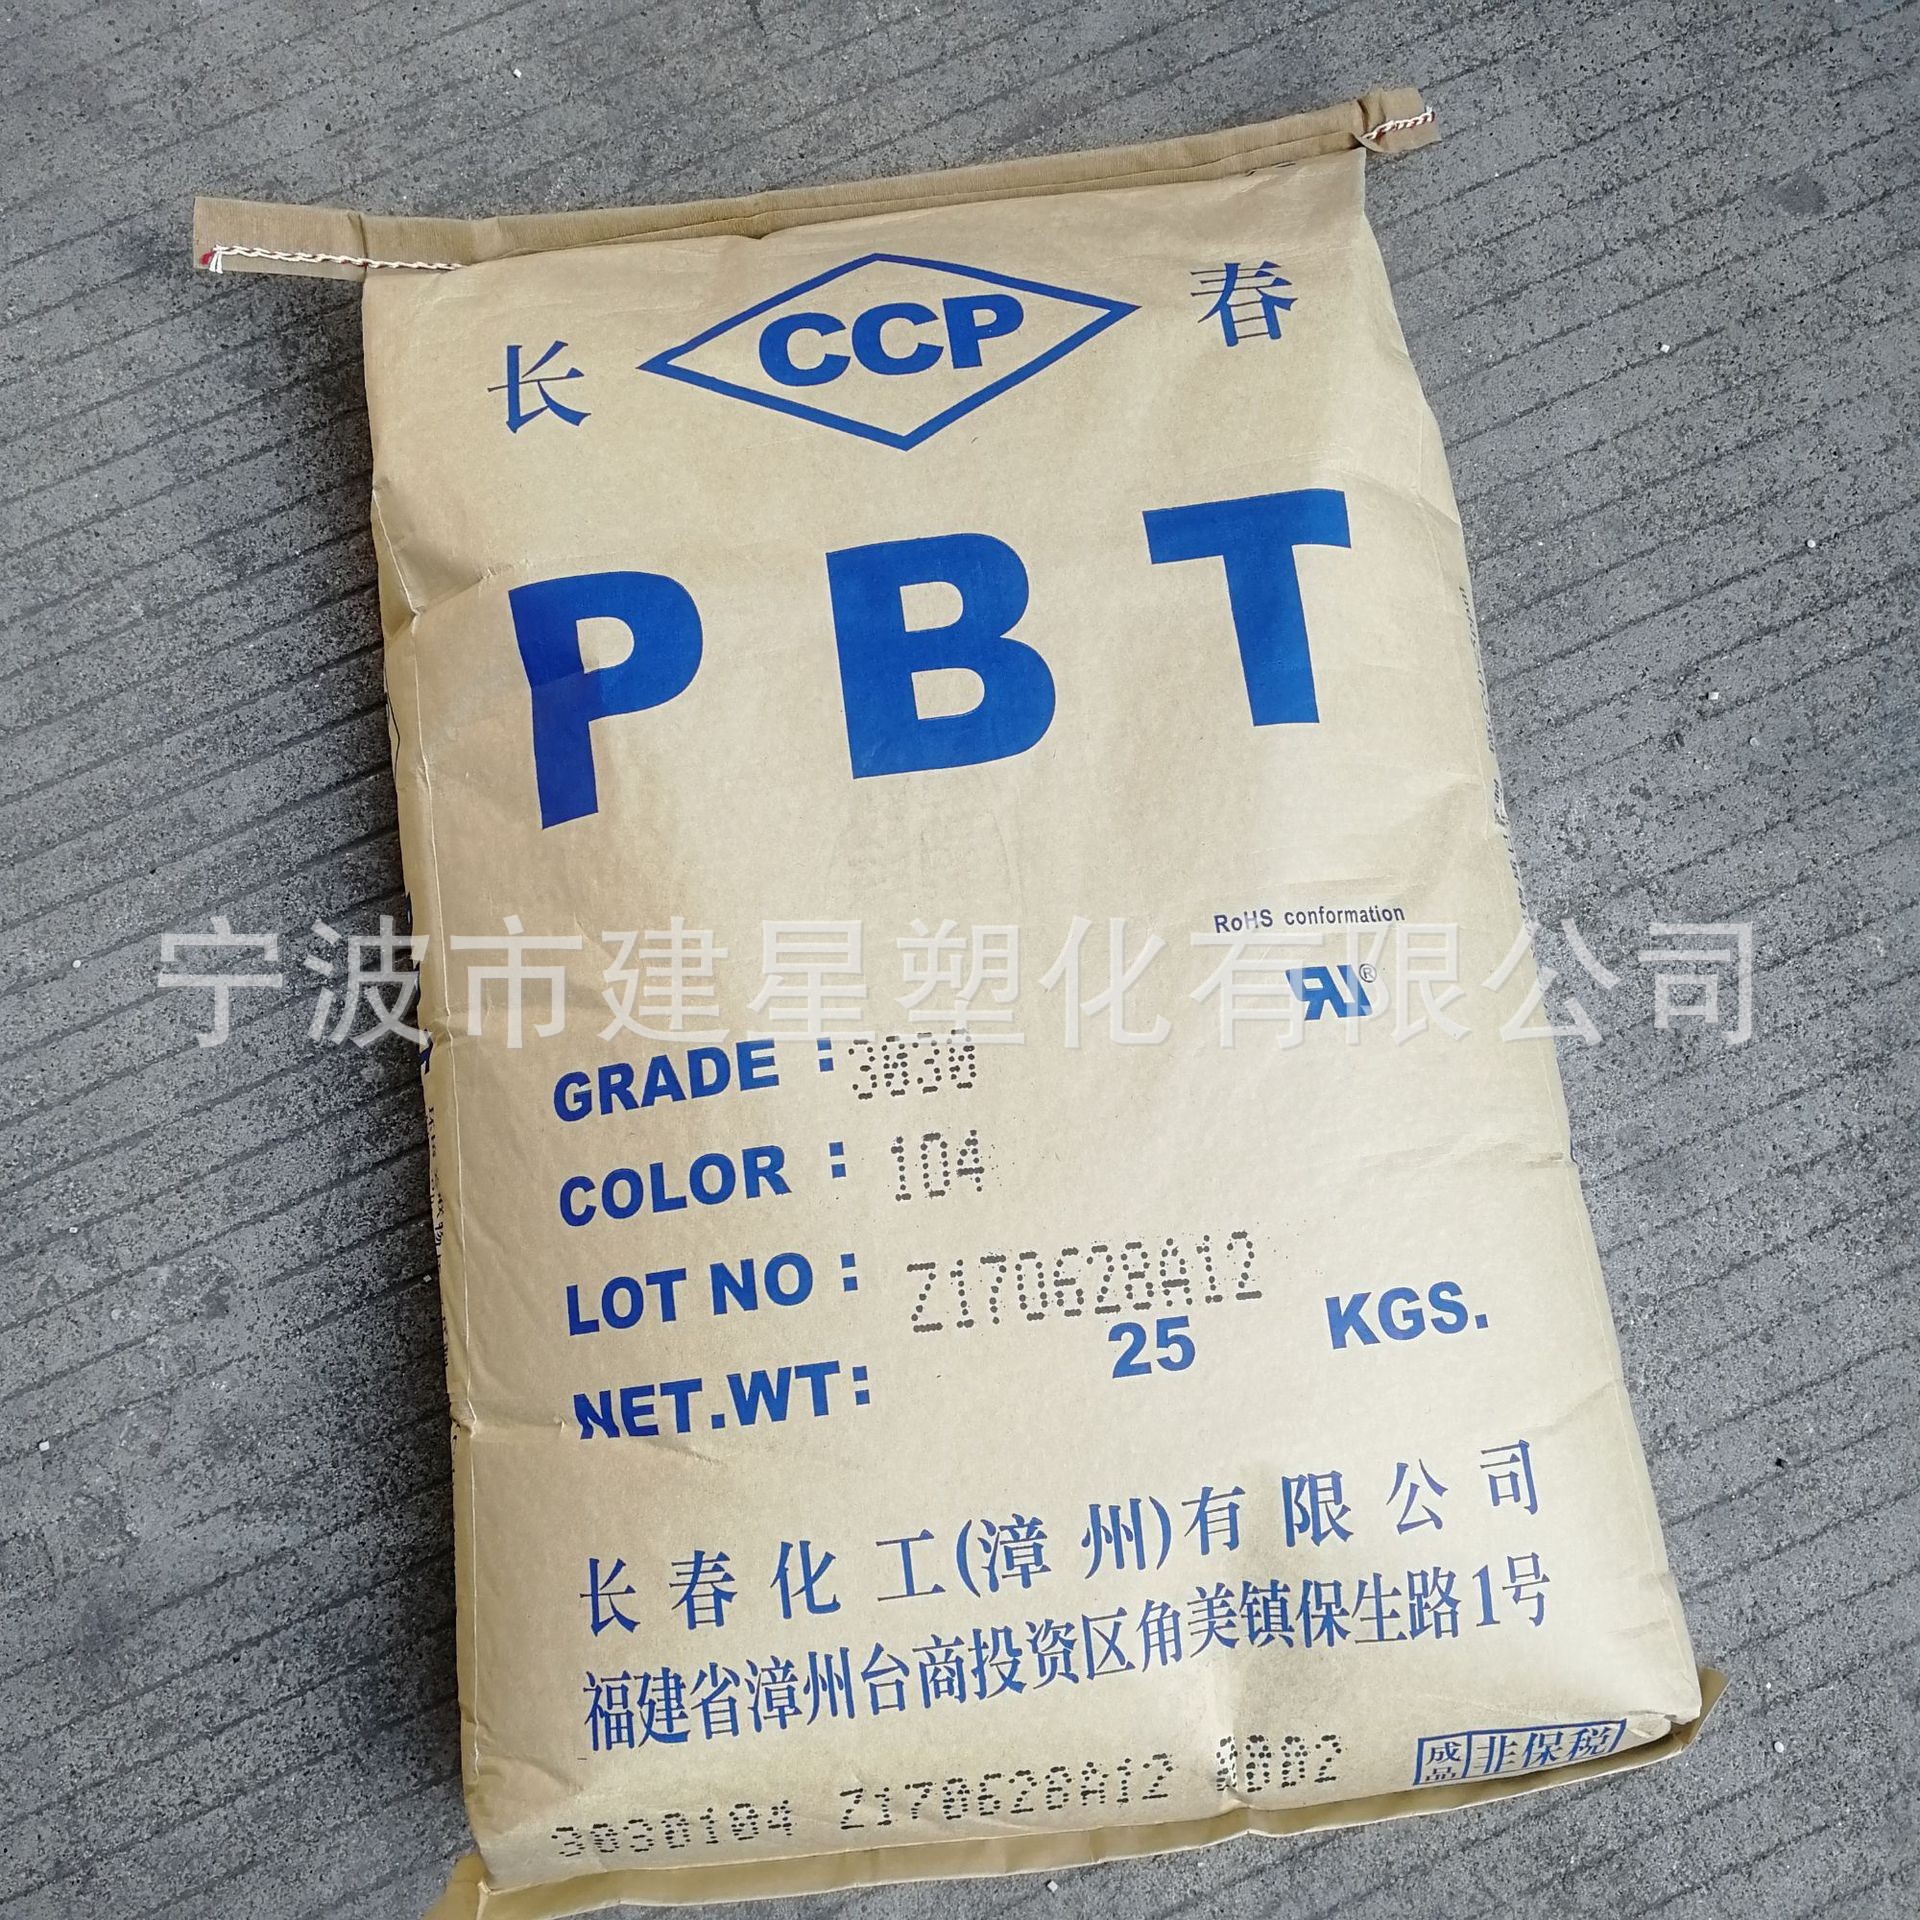 长 CCP 春
PBT
RoHS conformation
宁波市建星塑化有限公司
GRADE : 3030
COLOR : 104
LOT NO : Z170628A12
NET.WT: 25 KGS.
长春化工(漳州)有限公司
福建省漳州台商投资区角美镇保生路1号
成品 非保税
3030104 Z170628A12